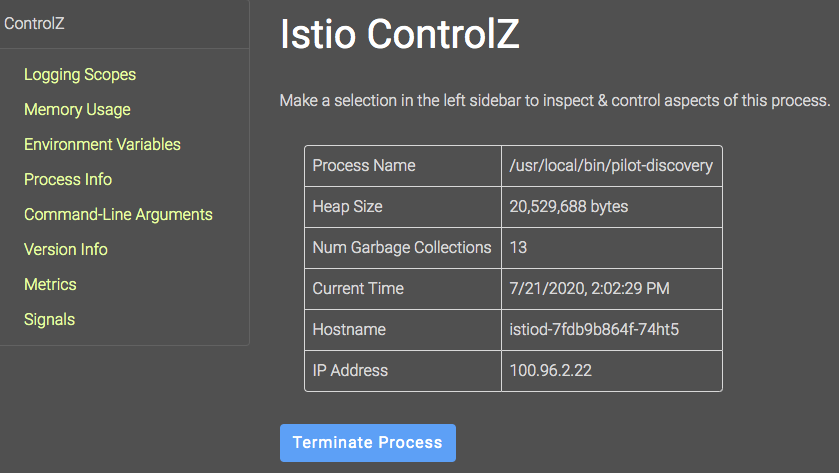 ControlZ
Logging Scopes
Memory Usage
Environment Variables
Process Info
Command-Line Arguments
Version Info
Metrics
Signals
Istio ControlZ
Make a selection in the left sidebar to inspect & control aspects of this process.
Process Name /usr/local/bin/pilot-discovery
Heap Size 20,529,688 bytes
Num Garbage Collections 13
Current Time 7/21/2020, 2:02:29 PM
Hostname istiod-7fdb9b864f-74ht5
IP Address 100.96.2.22
Terminate Process